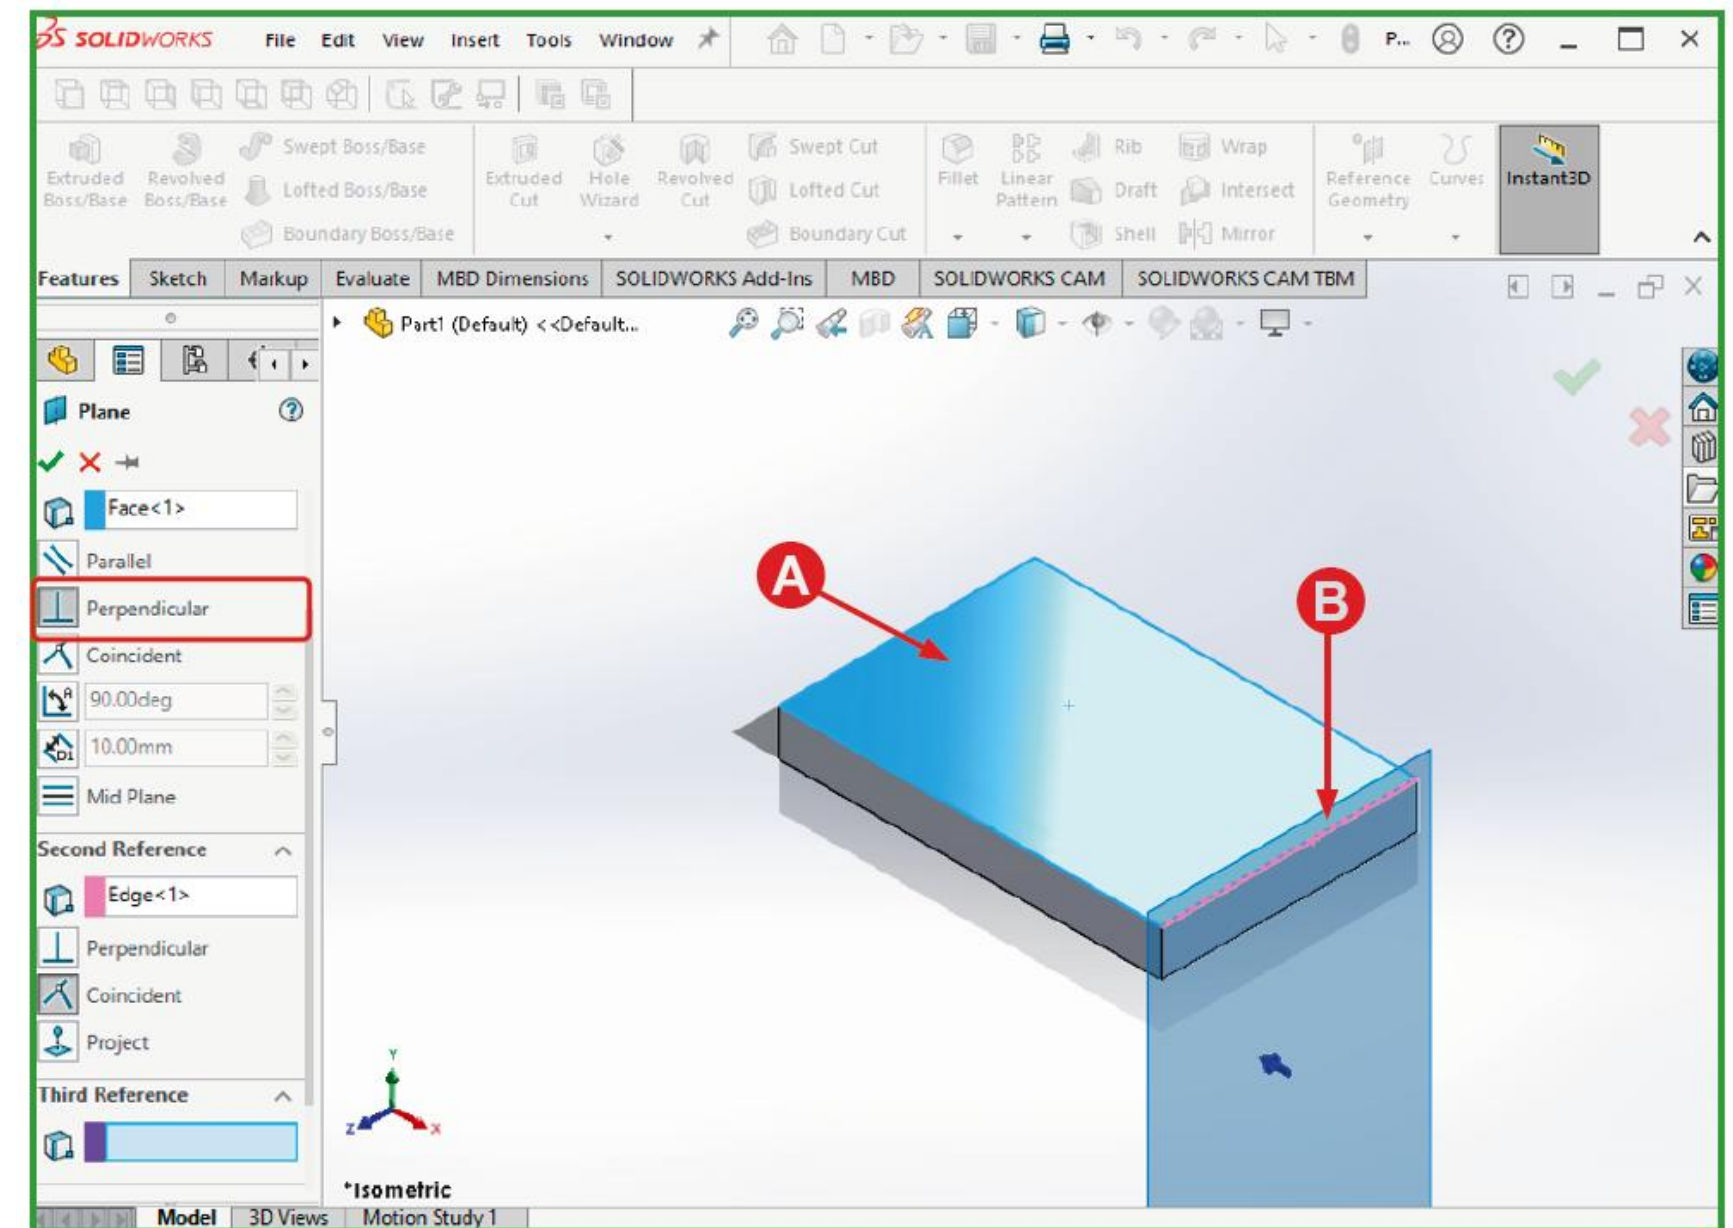 SOLIDWORKS File Edit View Insert Tools Window P...
Extruded Boss/Base
Revolved Boss/Base
Swept Boss/Base
Lofted Boss/Base
Boundary Boss/Base
Extruded Cut
Hole Wizard
Revolved Cut
Swept Cut
Lofted Cut
Boundary Cut
Fillet
Linear Pattern
Rib
Draft
Shell
Wrap
Intersect
Mirror
Reference Geometry
Curves
Instant3D
Features Sketch Markup Evaluate MBD Dimensions SOLIDWORKS Add-Ins MBD SOLIDWORKS CAM SOLIDWORKS CAM TBM
Part1 (Default) <<Default...
Plane
Face<1>
Parallel
Perpendicular
Coincident
90.00deg
10.00mm
Mid Plane
Second Reference
Edge<1>
Perpendicular
Coincident
Project
Third Reference
A
B
Y
Z
X
*Isometric
Model 3D Views Motion Study 1